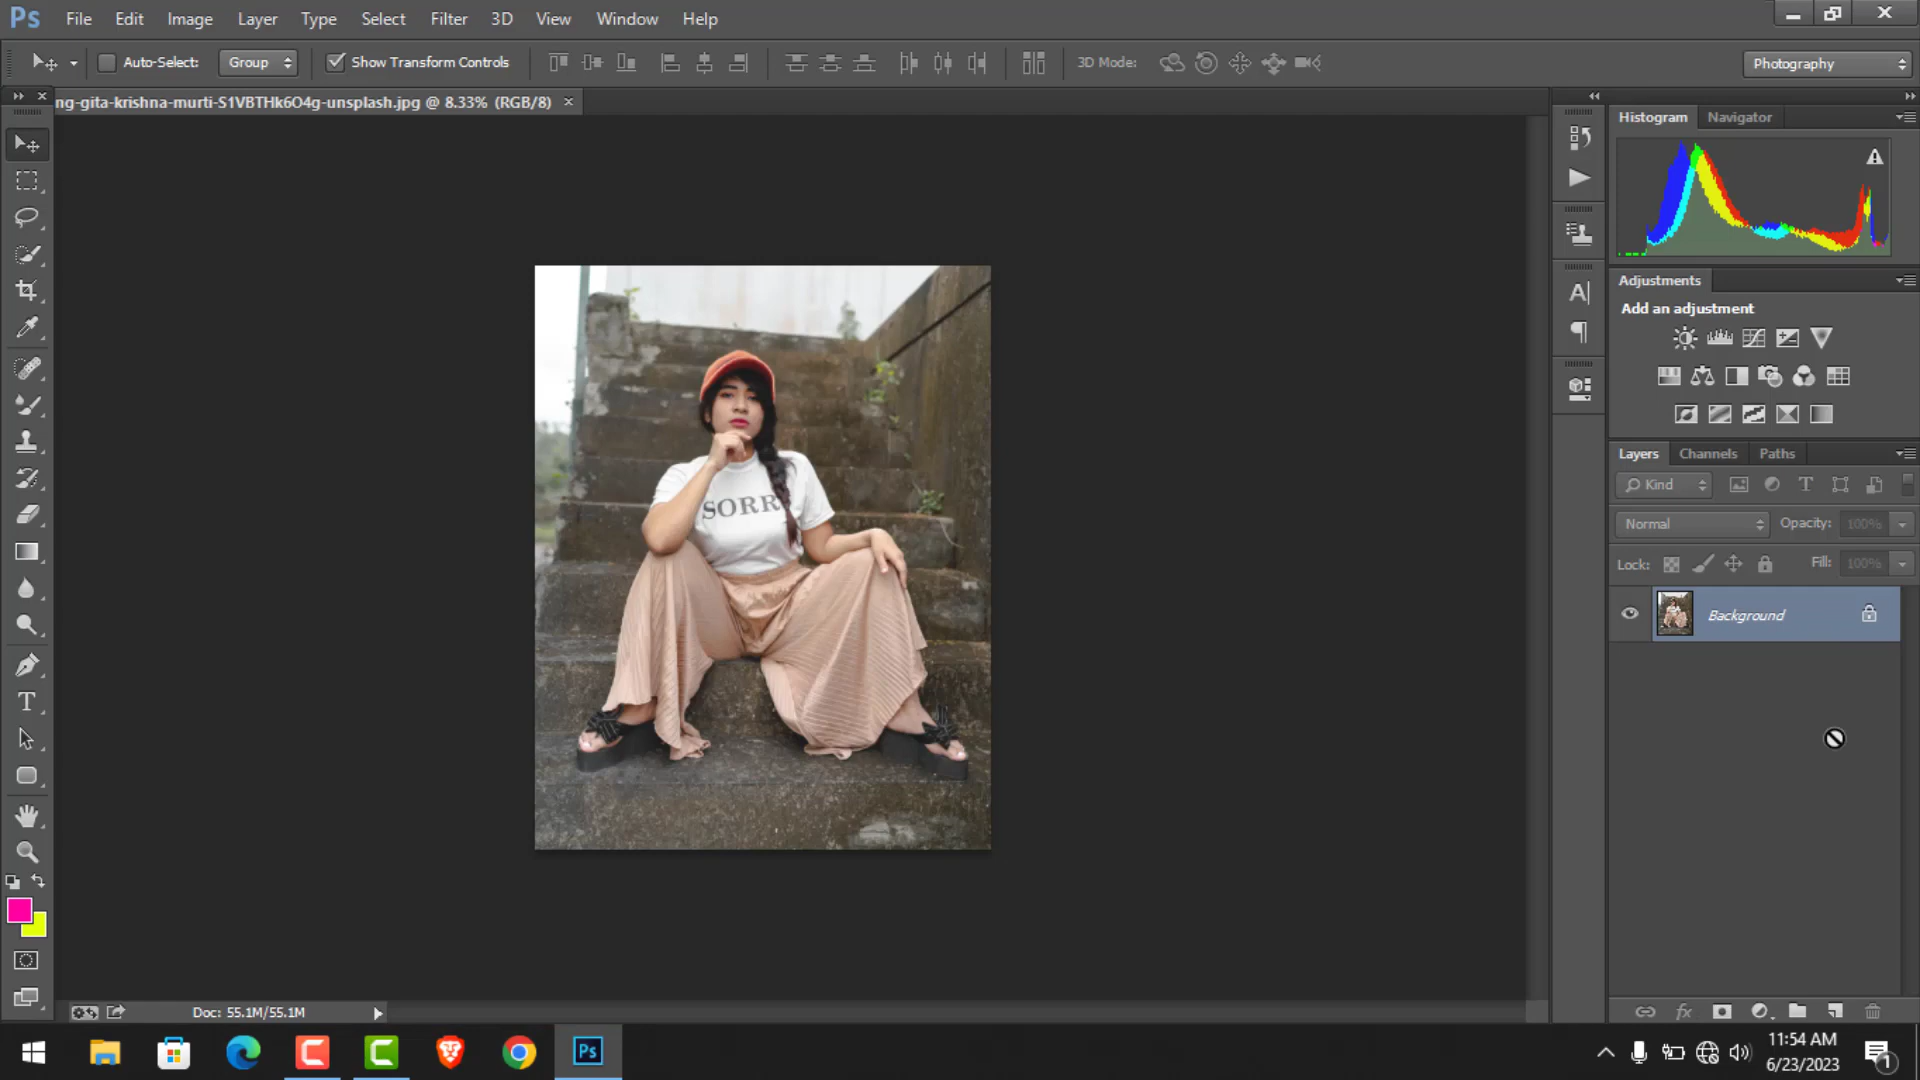 Ps File Edit Image Layer Type Select Filter 3D View Window Help
Auto-Select: Group Show Transform Controls 3D Mode: Photography
ng-gita-krishna-murti-S1VBTHk6O4g-unsplash.jpg @ 8.33% (RGB/8) ×
Histogram Navigator
Adjustments
Add an adjustment
Layers Channels Paths
Kind
Normal Opacity: 100%
Lock: Fill: 100%
Background
SORR
Doc: 55.1M/55.1M
Ps
11:54 AM
6/23/2023
1